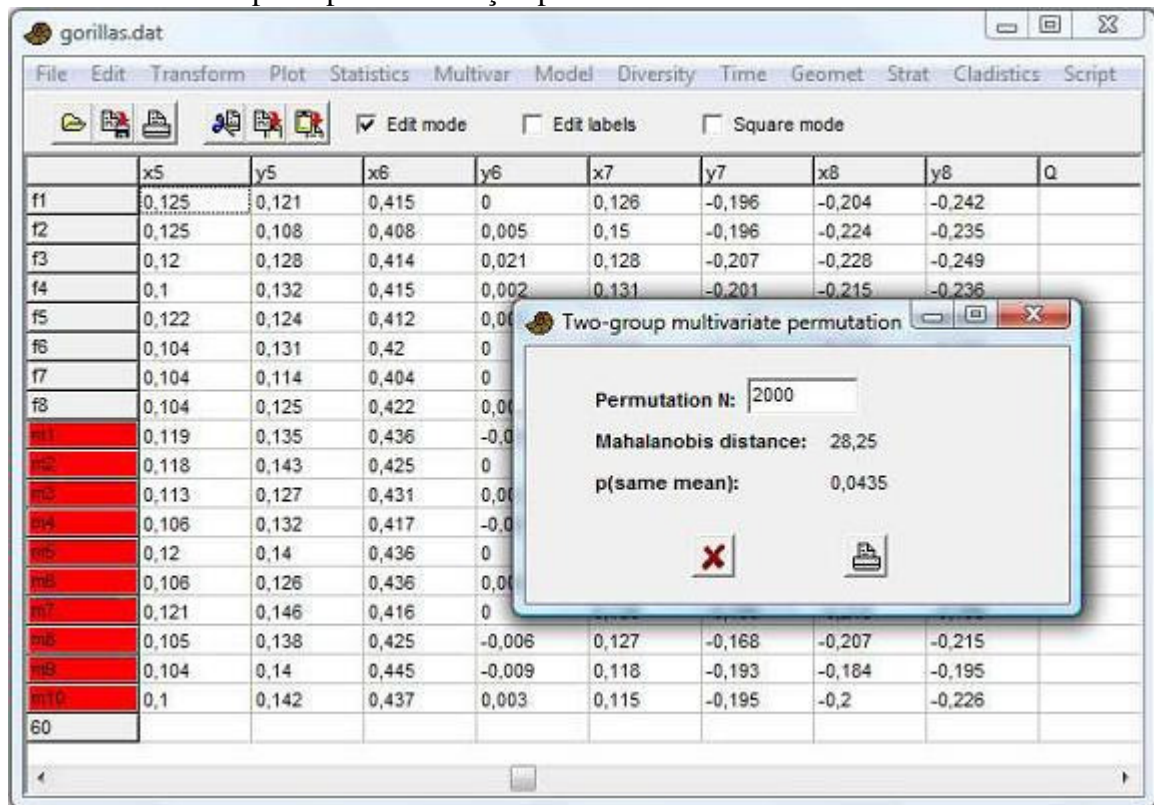 gorillas.dat
File Edit Transform Plot Statistics Multivar Model Diversity Time Geomet Strat Cladistics Script
Edit mode Edit labels Square mode
x5 y5 x6 y6 x7 y7 x8 y8 Q
f1 0,125 0,121 0,415 0 0,126 -0,196 -0,204 -0,242
f2 0,125 0,108 0,408 0,005 0,15 -0,196 -0,224 -0,235
f3 0,12 0,128 0,414 0,021 0,128 -0,207 -0,228 -0,249
f4 0,1 0,132 0,415 0,002 0,131 -0,201 -0,215 -0,236
f5 0,122 0,124 0,412
f6 0,104 0,131 0,42 0
f7 0,104 0,114 0,404 0
f8 0,104 0,125 0,422
m1 0,119 0,135 0,436
m2 0,118 0,143 0,425 0
m3 0,113 0,127 0,431
m4 0,106 0,132 0,417
m5 0,12 0,14 0,436 0
m6 0,106 0,126 0,436
m7 0,121 0,146 0,416 0
m8 0,105 0,138 0,425 -0,006 0,127 -0,168 -0,207 -0,215
m9 0,104 0,14 0,445 -0,009 0,118 -0,193 -0,184 -0,195
m10 0,1 0,142 0,437 0,003 0,115 -0,195 -0,2 -0,226
60
Two-group multivariate permutation
Permutation N: 2000
Mahalanobis distance: 28,25
p(same mean): 0,0435